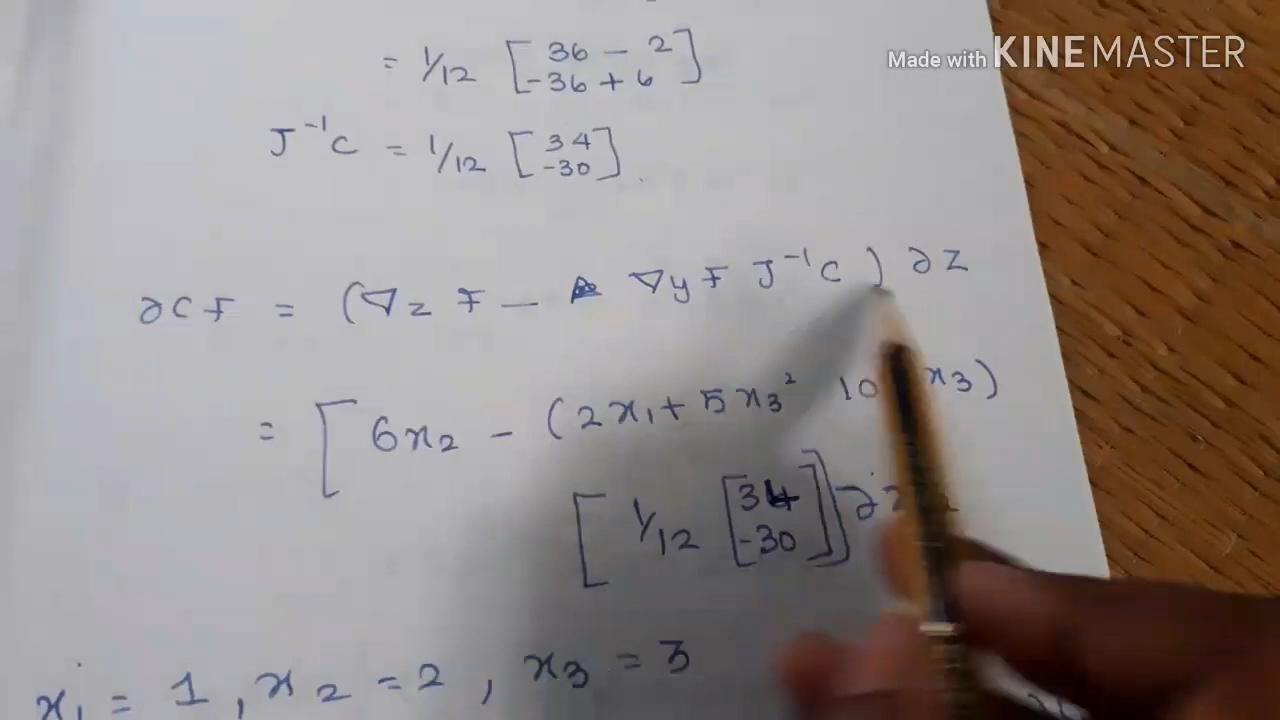 Made with KINEMASTER
= 1/12 [36 - 2
-36 + 6]
J⁻¹C = 1/12 [34
-30]
∂cf = (∇z f - ∇y f J⁻¹C) ∂z
= [6x₂ - (2x₁ + 5x₃² 10 x₃)
[1/12 [34
-30]]] ∂
x₁ = 1, x₂ = 2, x₃ = 3